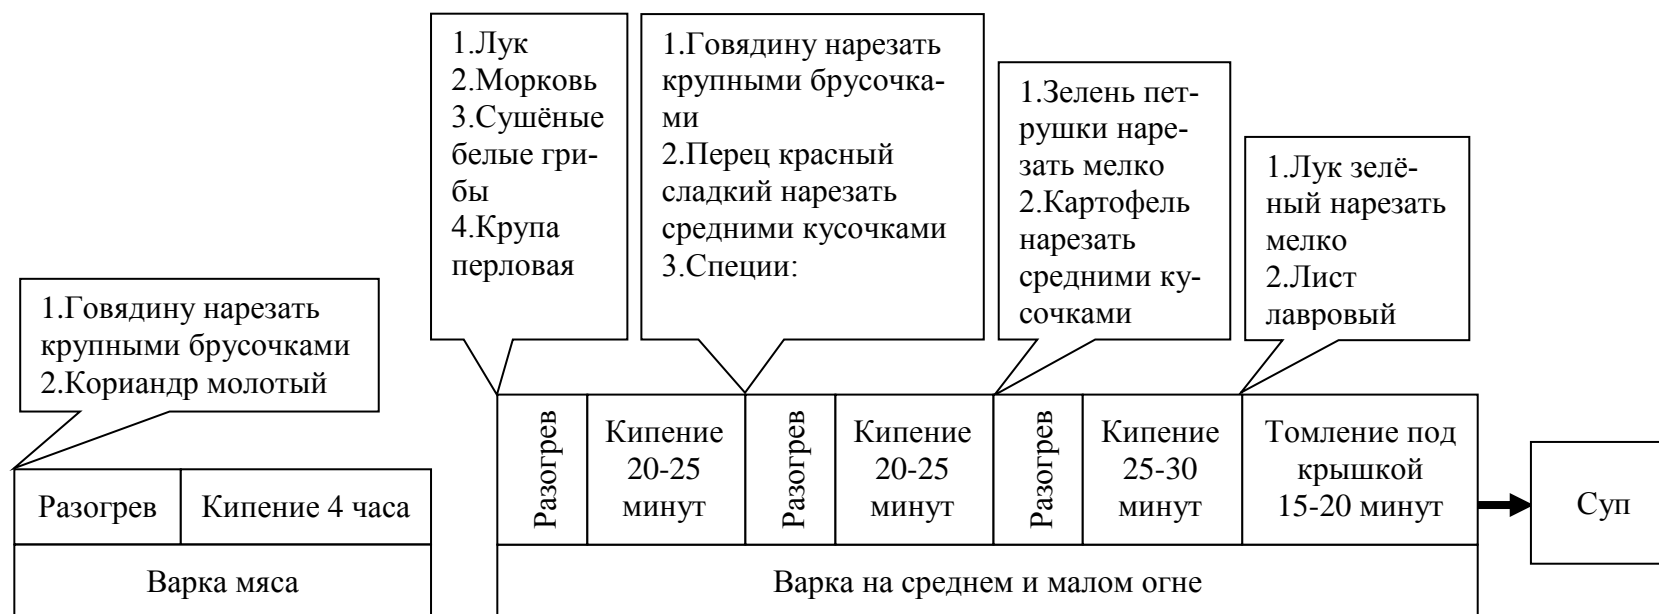 1.Лук
2.Морковь
3.Сушёные
белые гри-
бы
4.Крупа
перловая
1.Говядину нарезать
крупными брусочка-
ми
2.Перец красный
сладкий нарезать
средними кусочками
3.Специи:
1.Зелень пет-
рушки наре-
зать мелко
2.Картофель
нарезать
средними ку-
сочками
1.Лук зелё-
ный нарезать
мелко
2.Лист
лавровый
1.Говядину нарезать
крупными брусочками
2.Кориандр молотый
Разогрев
Кипение 4 часа
Варка мяса
Разогрев
Кипение
20-25
минут
Разогрев
Кипение
20-25
минут
Разогрев
Кипение
25-30
минут
Томление под
крышкой
15-20 минут
Варка на среднем и малом огне
Суп